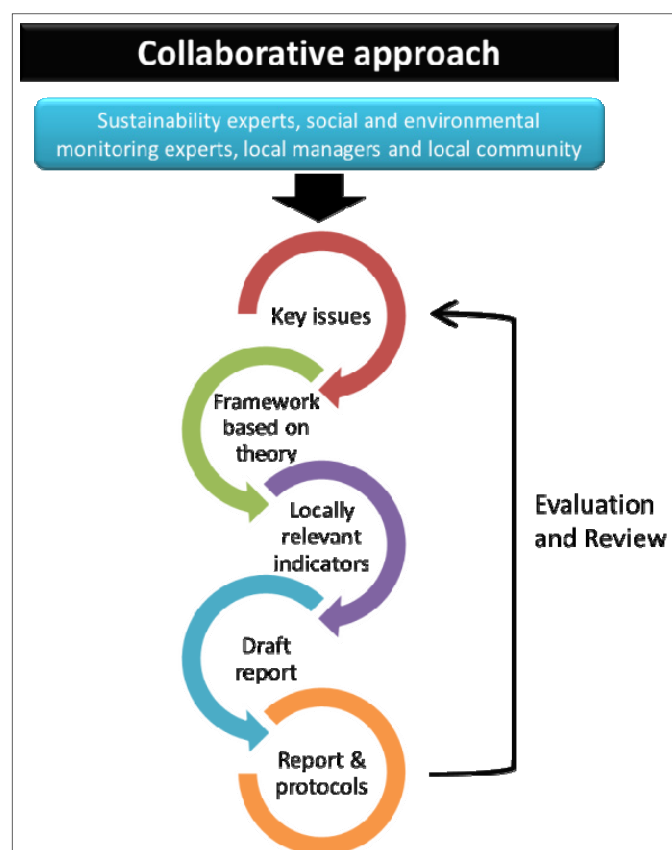 Collaborative approach
Sustainability experts, social and environmental
monitoring experts, local managers and local community
Key issues
Framework
based on
theory
Locally
relevant
indicators
Draft
report
Report &
protocols
Evaluation
and Review